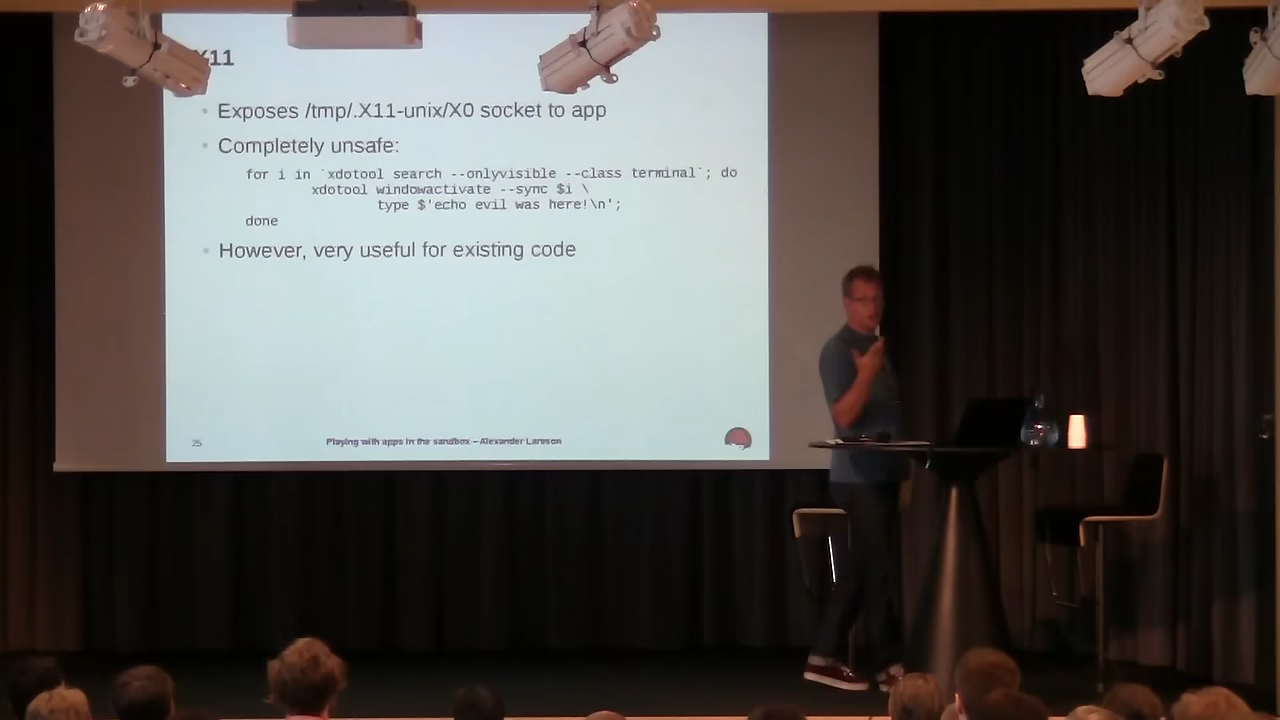 X11
Exposes /tmp/.X11-unix/X0 socket to app
Completely unsafe:
for i in `xdotool search --onlyvisible --class terminal`; do
xdotool windowactivate --sync $i \
type $'echo evil was here!\n';
done
However, very useful for existing code
25
Playing with apps in the sandbox – Alexander Larsson